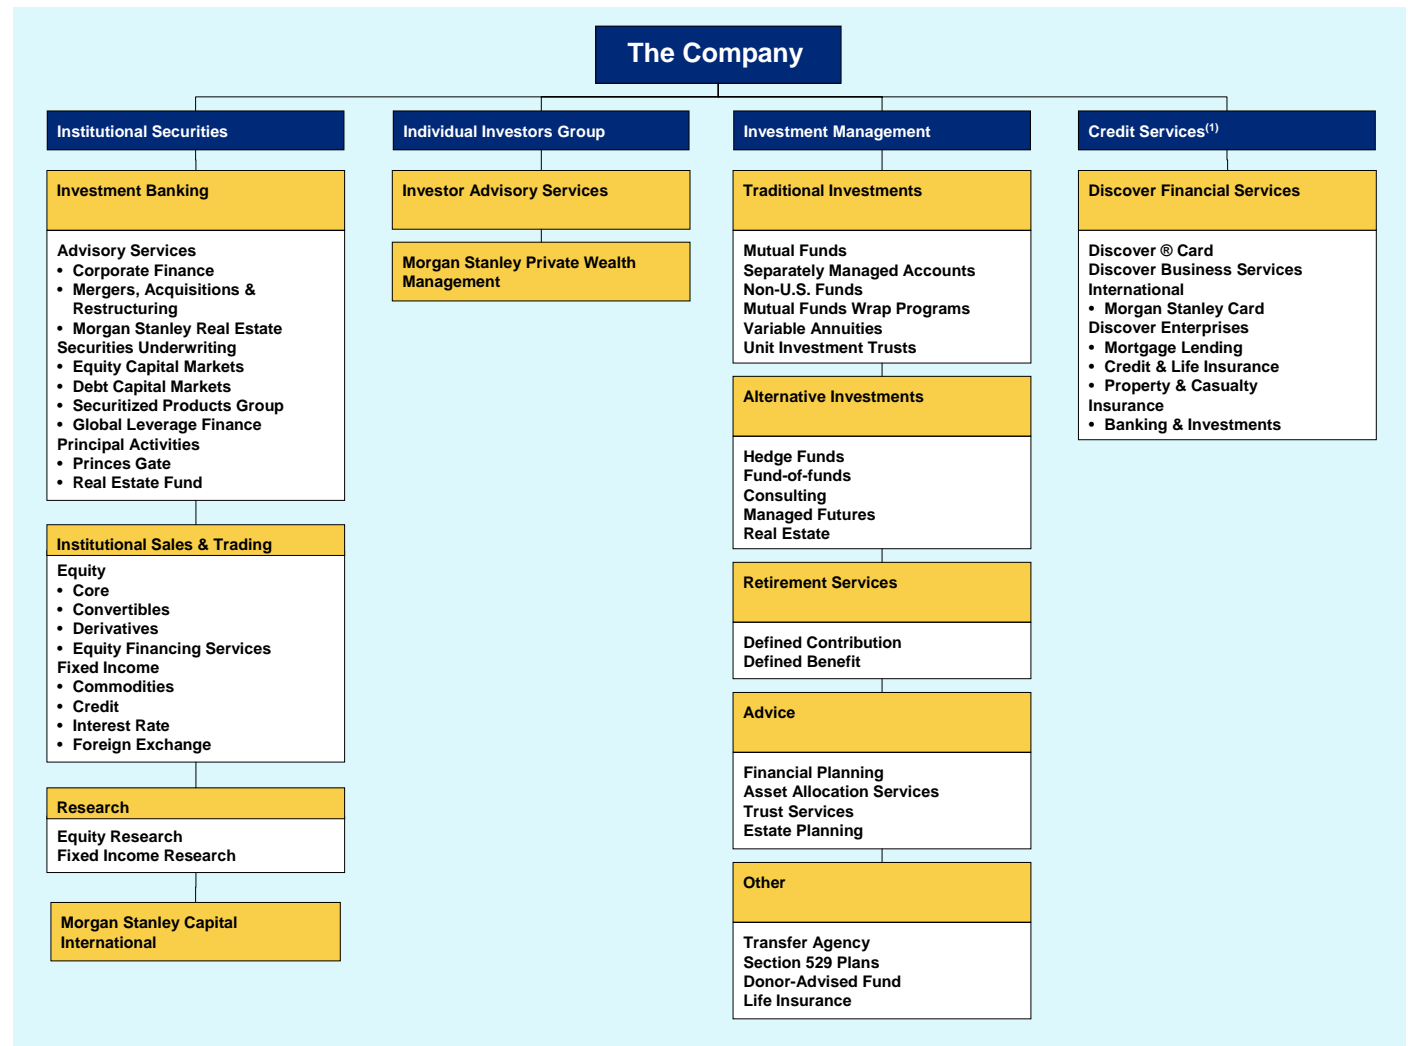 The Company
Institutional Securities
Investment Banking
Advisory Services
• Corporate Finance
• Mergers, Acquisitions &
Restructuring
• Morgan Stanley Real Estate
Securities Underwriting
• Equity Capital Markets
• Debt Capital Markets
• Securitized Products Group
• Global Leverage Finance
Principal Activities
• Princes Gate
• Real Estate Fund
Institutional Sales & Trading
Equity
• Core
• Convertibles
• Derivatives
• Equity Financing Services
Fixed Income
• Commodities
• Credit
• Interest Rate
• Foreign Exchange
Research
Equity Research
Fixed Income Research
Morgan Stanley Capital
International
Individual Investors Group
Investor Advisory Services
Morgan Stanley Private Wealth
Management
Investment Management
Traditional Investments
Mutual Funds
Separately Managed Accounts
Non-U.S. Funds
Mutual Funds Wrap Programs
Variable Annuities
Unit Investment Trusts
Alternative Investments
Hedge Funds
Fund-of-funds
Consulting
Managed Futures
Real Estate
Retirement Services
Defined Contribution
Defined Benefit
Advice
Financial Planning
Asset Allocation Services
Trust Services
Estate Planning
Other
Transfer Agency
Section 529 Plans
Donor-Advised Fund
Life Insurance
Credit Services(1)
Discover Financial Services
Discover ® Card
Discover Business Services
International
• Morgan Stanley Card
Discover Enterprises
• Mortgage Lending
• Credit & Life Insurance
• Property & Casualty
Insurance
• Banking & Investments